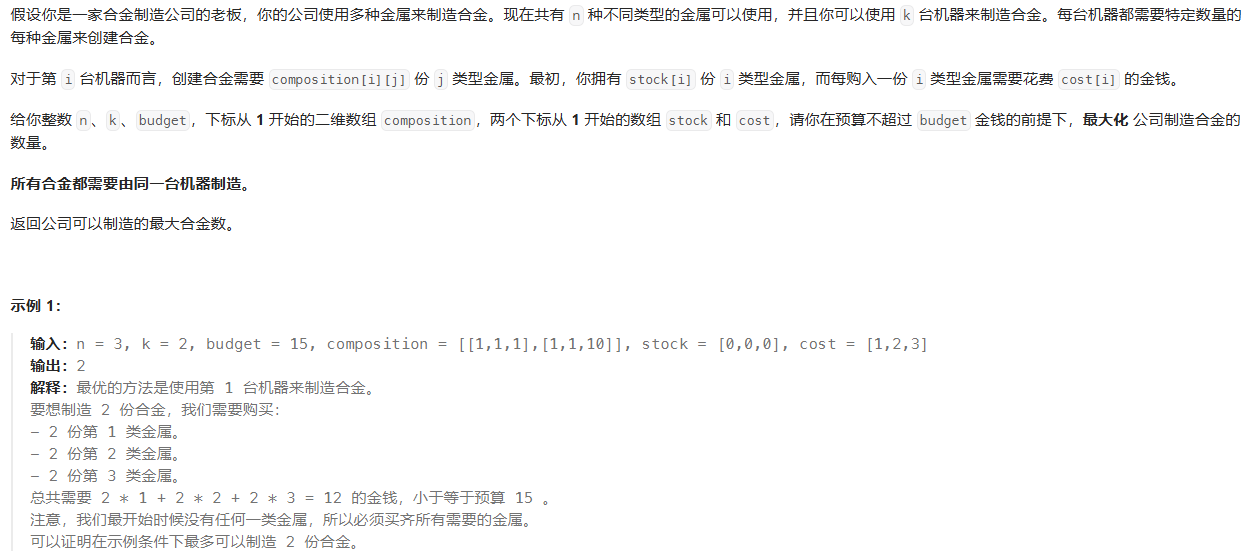 假设你是一家合金制造公司的老板，你的公司使用多种金属来制造合金。现在共有 n 种不同类型的金属可以使用，并且你可以使用 k 台机器来制造合金。每台机器都需要特定数量的
每种金属来创建合金。
对于第 i 台机器而言，创建合金需要 composition[i][j] 份 j 类型金属。最初，你拥有 stock[i] 份 i 类型金属，而每购入一份 i 类型金属需要花费 cost[i] 的金钱。
给你整数 n、k、budget，下标从 1 开始的二维数组 composition，两个下标从 1 开始的数组 stock 和 cost，请你在预算不超过 budget 金钱的前提下，最大化 公司制造合金的
数量。
所有合金都需要由同一台机器制造。
返回公司可以制造的最大合金数。
示例 1：
输入：n = 3, k = 2, budget = 15, composition = [[1,1,1],[1,1,10]], stock = [0,0,0], cost = [1,2,3]
输出：2
解释：最优的方法是使用第 1 台机器来制造合金。
要想制造 2 份合金，我们需要购买：
- 2 份第 1 类金属。
- 2 份第 2 类金属。
- 2 份第 3 类金属。
总共需要 2 * 1 + 2 * 2 + 2 * 3 = 12 的金钱，小于等于预算 15 。
注意，我们最开始时候没有任何一类金属，所以必须买齐所有需要的金属。
可以证明在示例条件下最多可以制造 2 份合金。